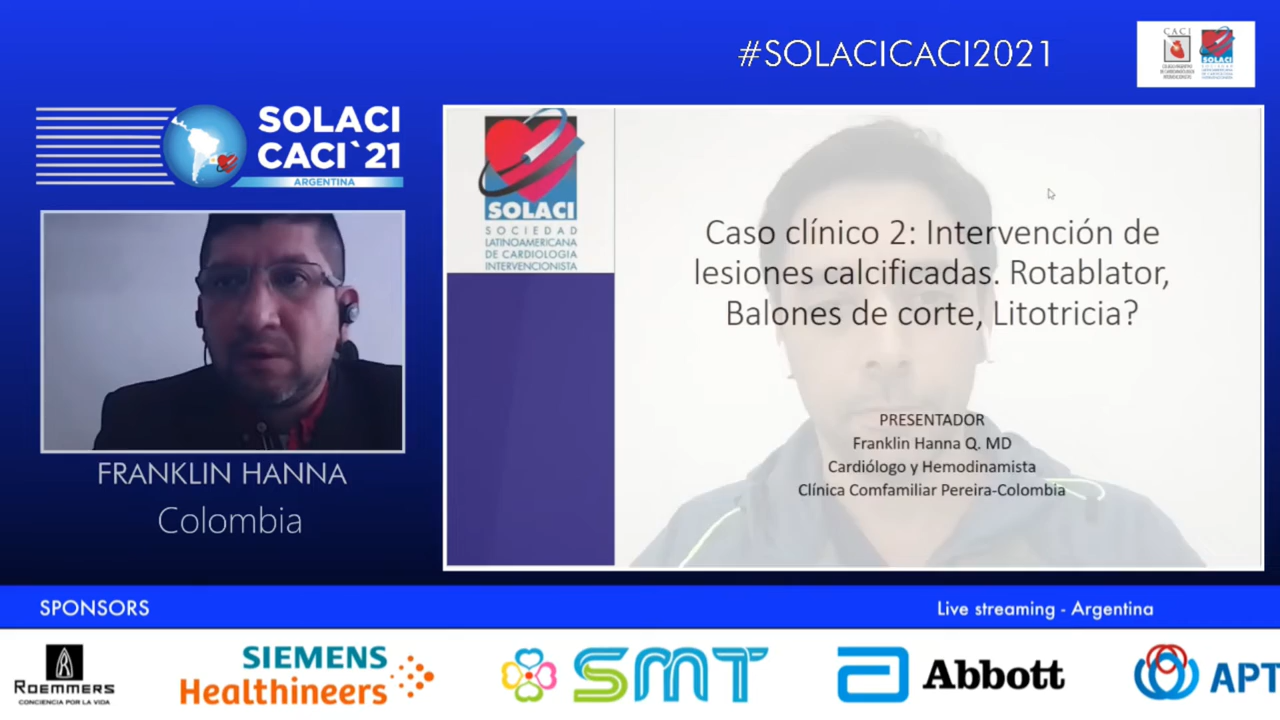 #SOLACICACI2021
CACI
SOLACI
SOLACI
CACI`21
ARGENTINA
SOLACI
SOCIEDAD
LATINOAMERICANA
DE CARDIOLOGIA
INTERVENCIONISTA
Caso clínico 2: Intervención de
lesiones calcificadas. Rotablator,
Balones de corte, Litotricia?
PRESENTADOR
Franklin Hanna Q. MD
Cardiólogo y Hemodinamista
Clínica Comfamiliar Pereira-Colombia
FRANKLIN HANNA
Colombia
SPONSORS
Live streaming - Argentina
ROEMMERS
CONCIENCIA POR LA VIDA
SIEMENS
Healthineers
SMT
Abbott
APT